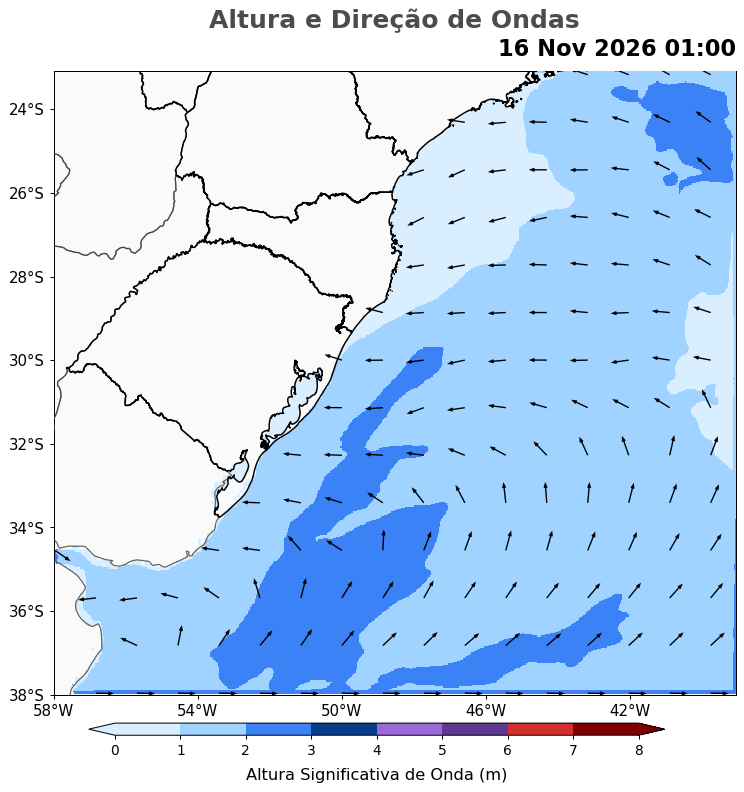 Altura e Direção de Ondas
16 Nov 2026 01:00
24°S
26°S
28°S
30°S
32°S
34°S
36°S
38°S
58°W 54°W 50°W 46°W 42°W
0 1 2 3 4 5 6 7 8
Altura Significativa de Onda (m)